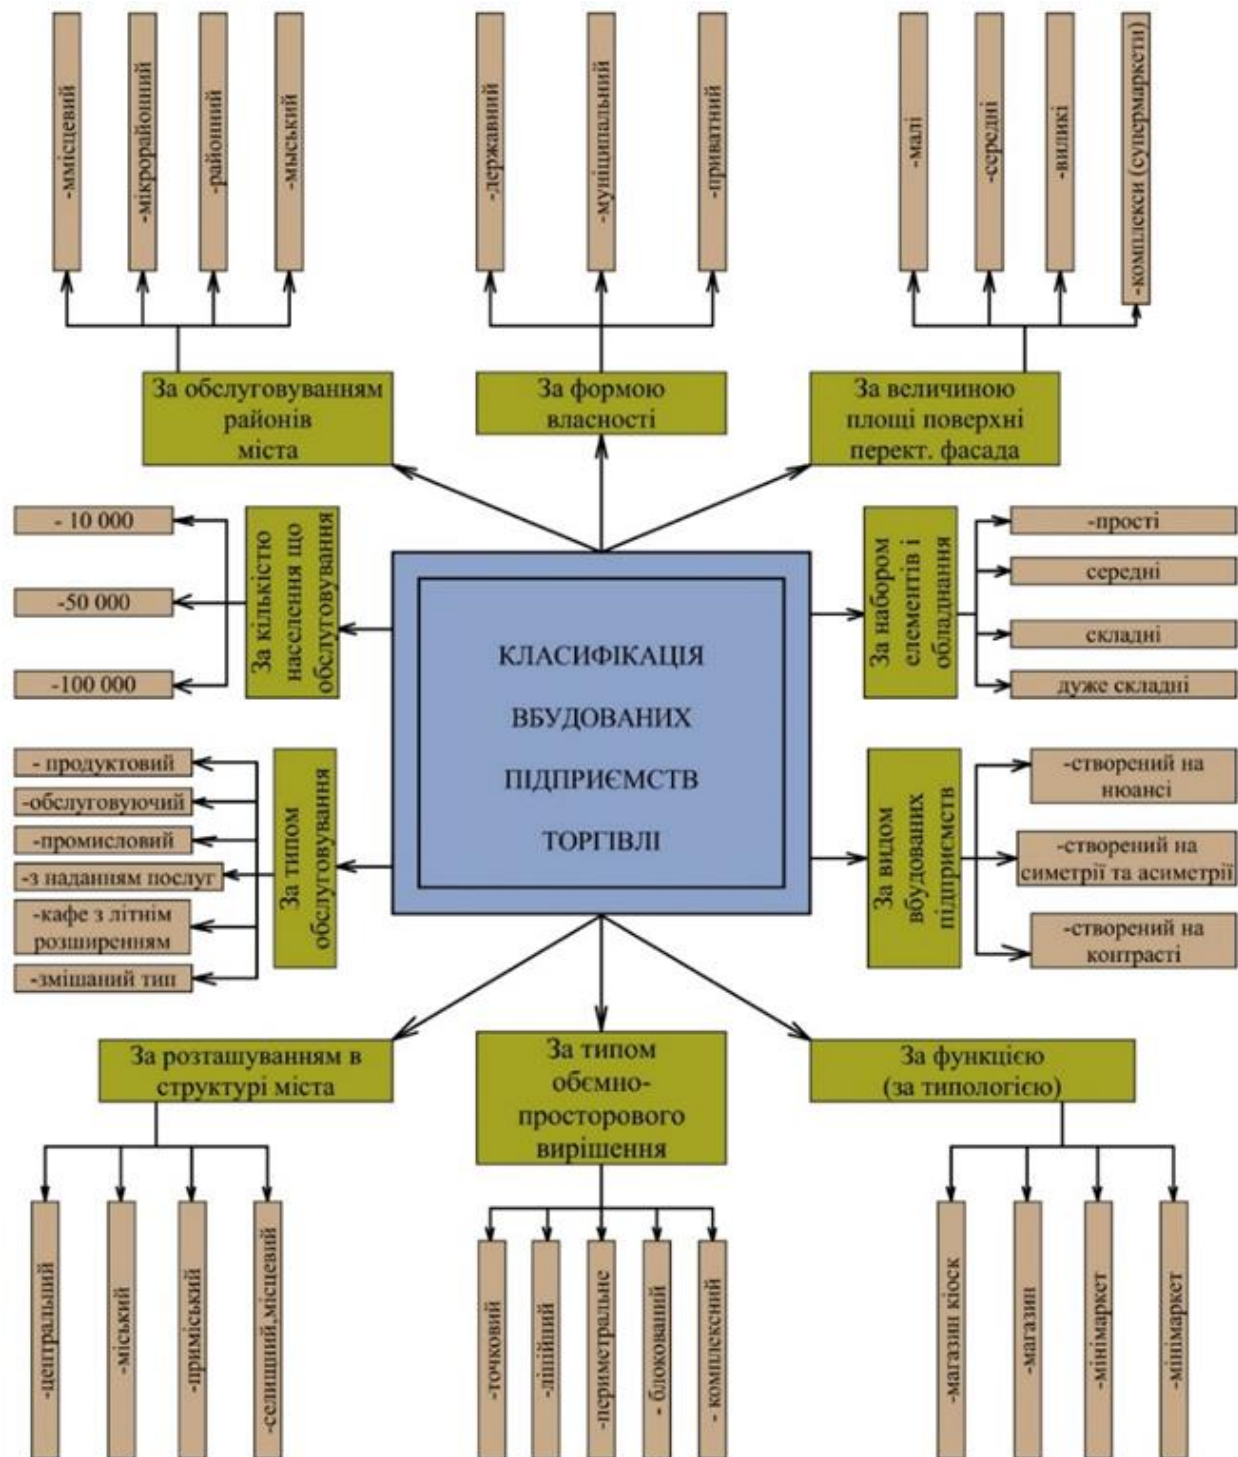 -ммісцевий
-мікрорайонний
-районний
-мыський
-державний
-муніципальний
-приватний
-малі
-середні
-виликі
-комплекси (супермаркети)
За обслуговуванням
районів
міста
За формою
власності
За величиною
площі поверхні
перект. фасада
- 10 000
-50 000
-100 000
За кількістю
населення що
обслуговування
КЛАСИФІКАЦІЯ
ВБУДОВАНИХ
ПІДПРИЄМСТВ
ТОРГІВЛІ
За набором
елементів і
обладнання
-прості
середні
складні
дуже складні
- продуктовий
-обслуговуючий
-промисловий
-з наданням послуг
-кафе з літнім
розширенням
-змішаний тип
За типом
обслуговування
За видом
вбудованих
підприємств
-створений на
нюансі
-створений на
симетрії та асиметрії
-створений на
контрасті
За розташуванням в
структурі міста
За типом
обємно-
просторового
вирішення
За функцією
(за типологією)
-центральний
-міський
-приміський
-селищний,місцевий
-точковий
-лінійний
-периметральне
- блокований
- комплексний
-магазин кіоск
-магазин
-мінімаркет
-мінімаркет